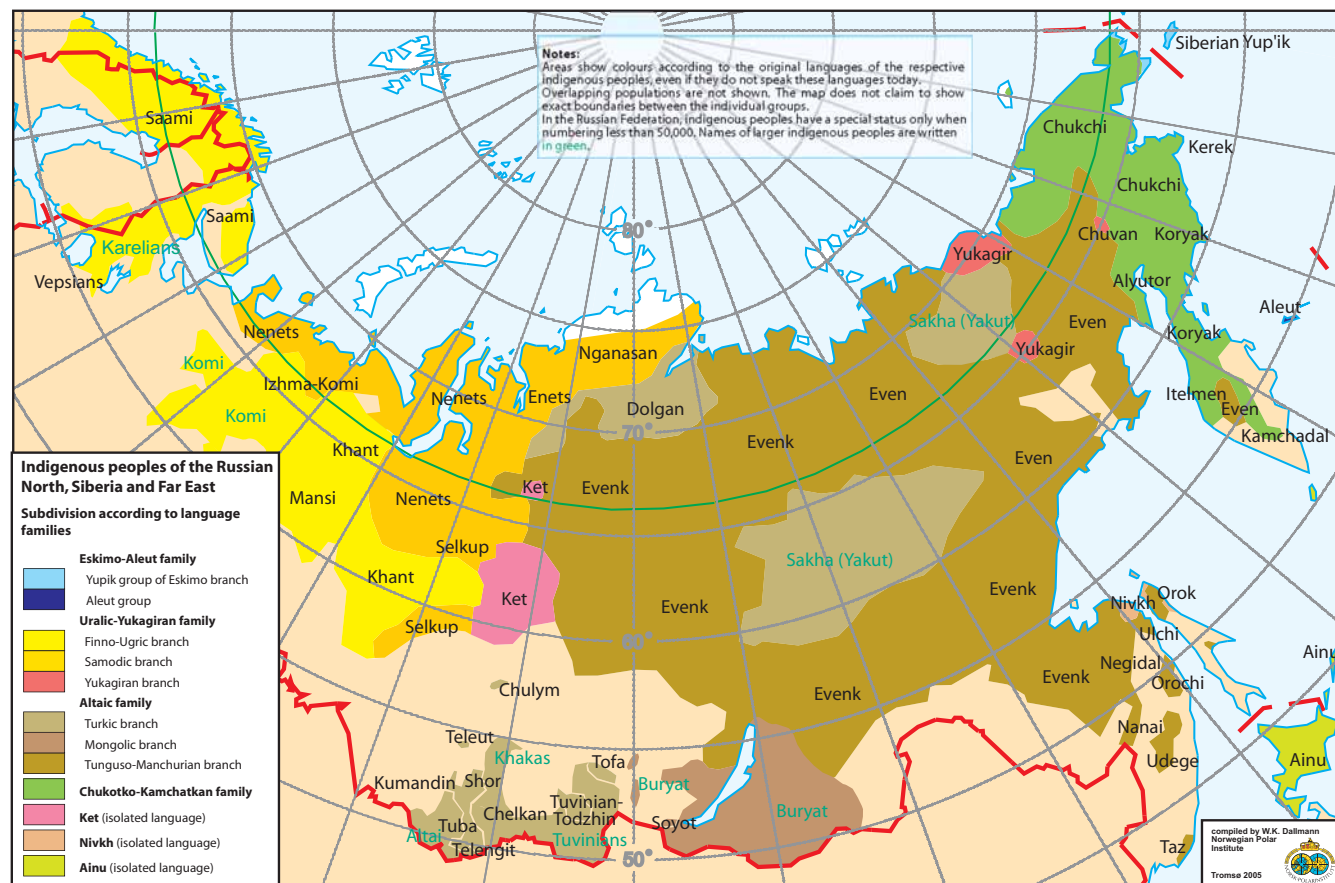 Notes:
Areas show colours according to the original languages of the respective
indigenous peoples, even if they do not speak these languages today.
Overlapping populations are not shown. The map does not claim to show
exact boundaries between the individual groups.
In the Russian Federation, indigenous peoples have a special status only when
numbering less than 50,000. Names of larger indigenous peoples are written
in green.
Siberian Yup'ik
Saami
Chukchi
Kerek
Chukchi
Saami
80°
Chuvan
Koryak
Karelians
Yukagir
Vepsians
Alyutor
Aleut
Nenets
Sakha (Yakut)
Even
Koryak
Nganasan
Yukagir
Komi
Izhma-Komi
Nenets
Enets
Even
Itelmen
Even
Komi
Dolgan
Kamchadal
70°
Evenk
Khant
Even
Ket
Evenk
Mansi
Nenets
Selkup
Sakha (Yakut)
Khant
Evenk
Ket
Evenk
Nivkh
Orok
Selkup
Ulchi
60°
Ainu
Negidal
Evenk
Orochi
Chulym
Evenk
Nanai
Teleut
Khakas
Tofa
Udege
Ainu
Kumandin
Shor
Buryat
Chelkan
Tuvinian-
Todzhin
Buryat
Altai
Tuba
Soyot
Tuvinians
Telengit
Taz
50°
Indigenous peoples of the Russian
North, Siberia and Far East
Subdivision according to language
families
Eskimo-Aleut family
Yupik group of Eskimo branch
Aleut group
Uralic-Yukagiran family
Finno-Ugric branch
Samodic branch
Yukagiran branch
Altaic family
Turkic branch
Mongolic branch
Tunguso-Manchurian branch
Chukotko-Kamchatkan family
Ket (isolated language)
Nivkh (isolated language)
Ainu (isolated language)
compiled by W.K. Dallmann
Norwegian Polar
Institute
Tromsø 2005